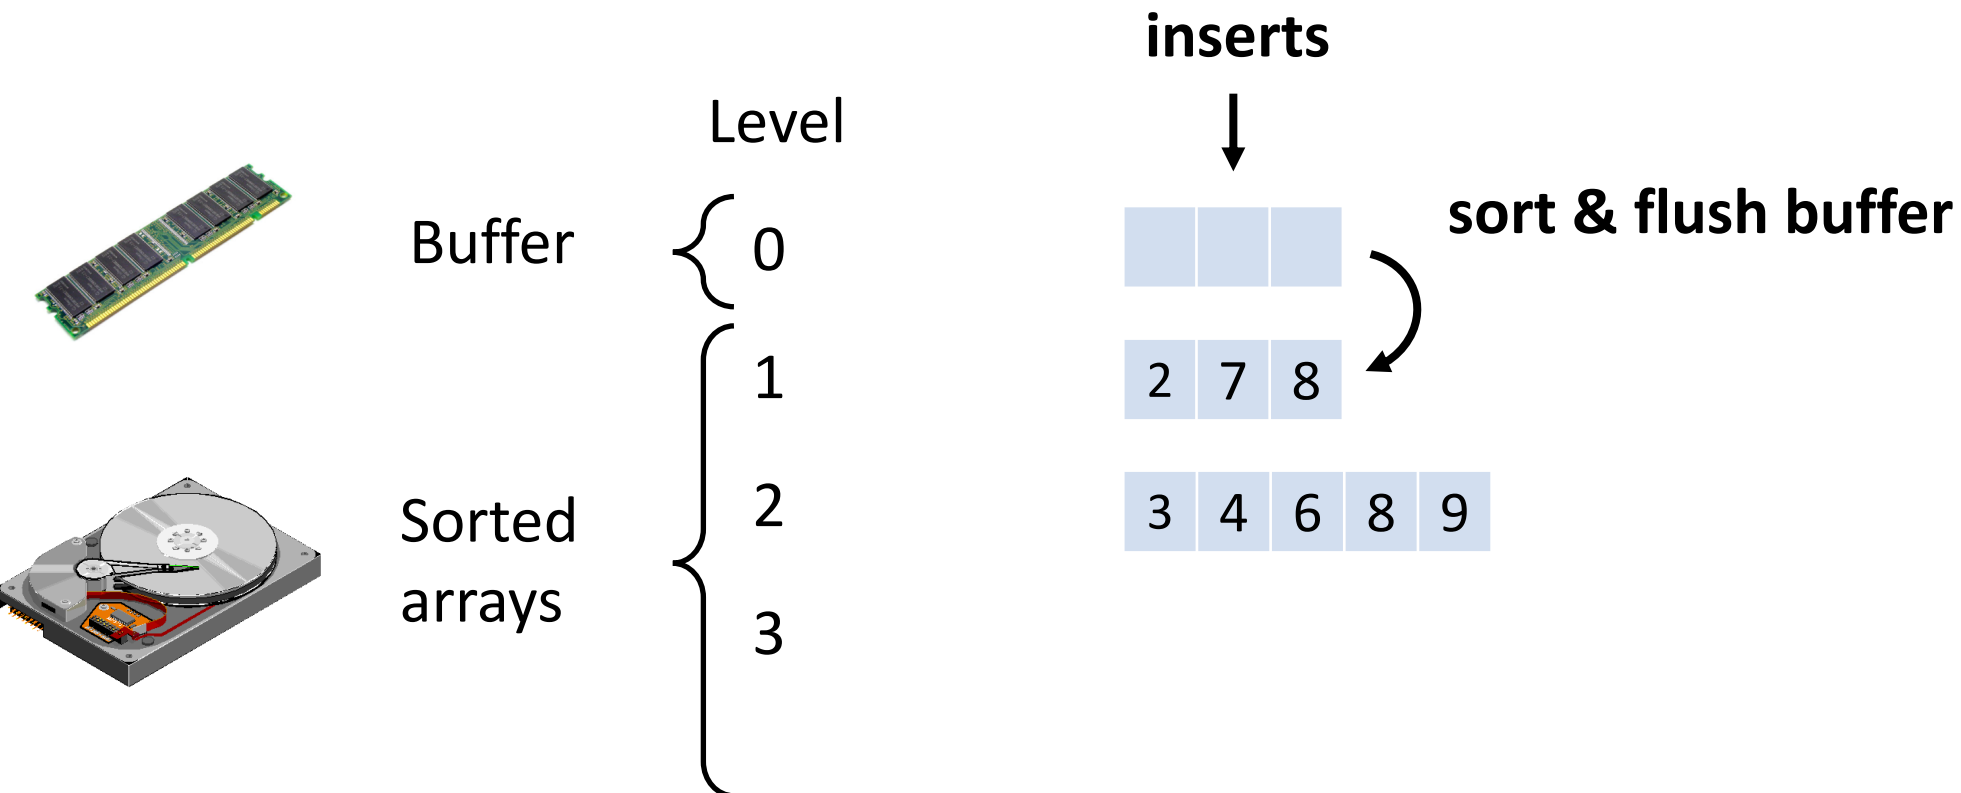 inserts
Level
Buffer
0
sort & flush buffer
1
2 7 8
Sorted
arrays
2
3 4 6 8 9
3